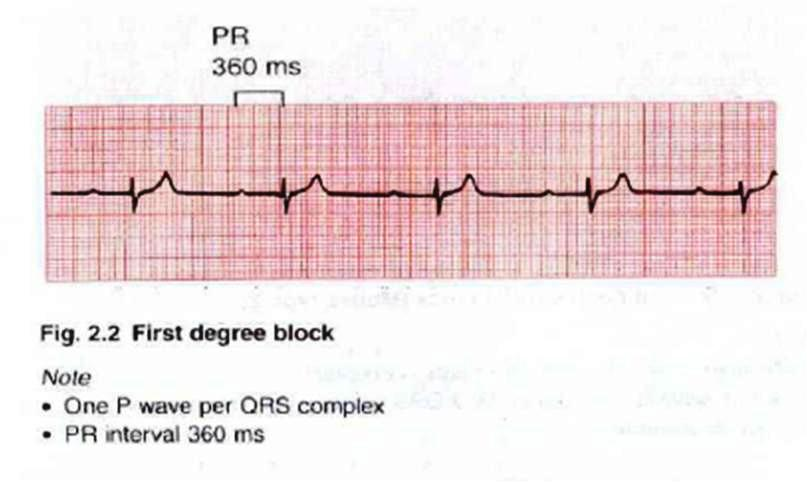 PR
360 ms
Fig. 2.2 First degree block
Note
• One P wave per QRS complex
• PR interval 360 ms